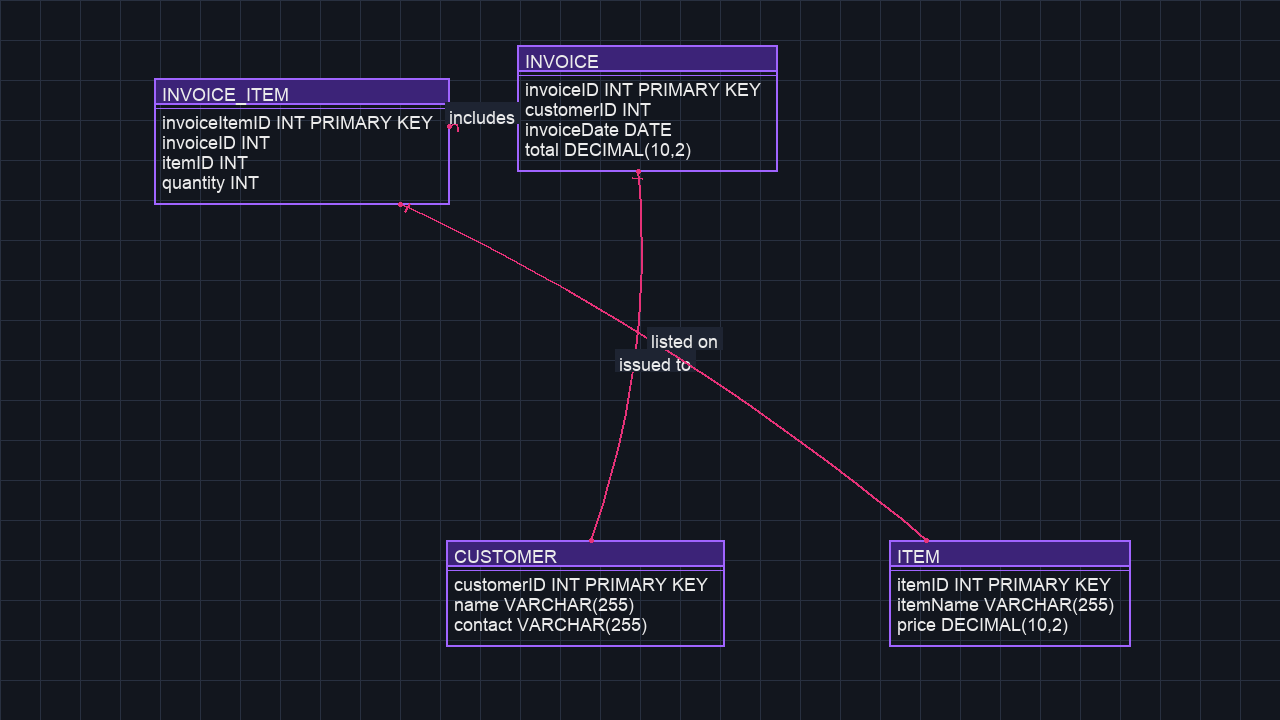 INVOICE
invoiceID INT PRIMARY KEY
customerID INT
invoiceDate DATE
total DECIMAL(10,2)
INVOICE_ITEM
invoiceItemID INT PRIMARY KEY
invoiceID INT
itemID INT
quantity INT
includes
listed on
issued to
CUSTOMER
customerID INT PRIMARY KEY
name VARCHAR(255)
contact VARCHAR(255)
ITEM
itemID INT PRIMARY KEY
itemName VARCHAR(255)
price DECIMAL(10,2)